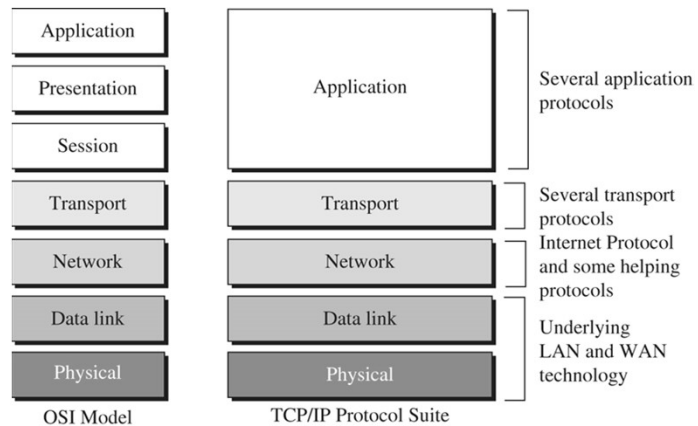 Application
Presentation
Session
Transport
Network
Data link
Physical
OSI Model
Application
Transport
Network
Data link
Physical
TCP/IP Protocol Suite
Several application
protocols
Several transport
protocols
Internet Protocol
and some helping
protocols
Underlying
LAN and WAN
technology